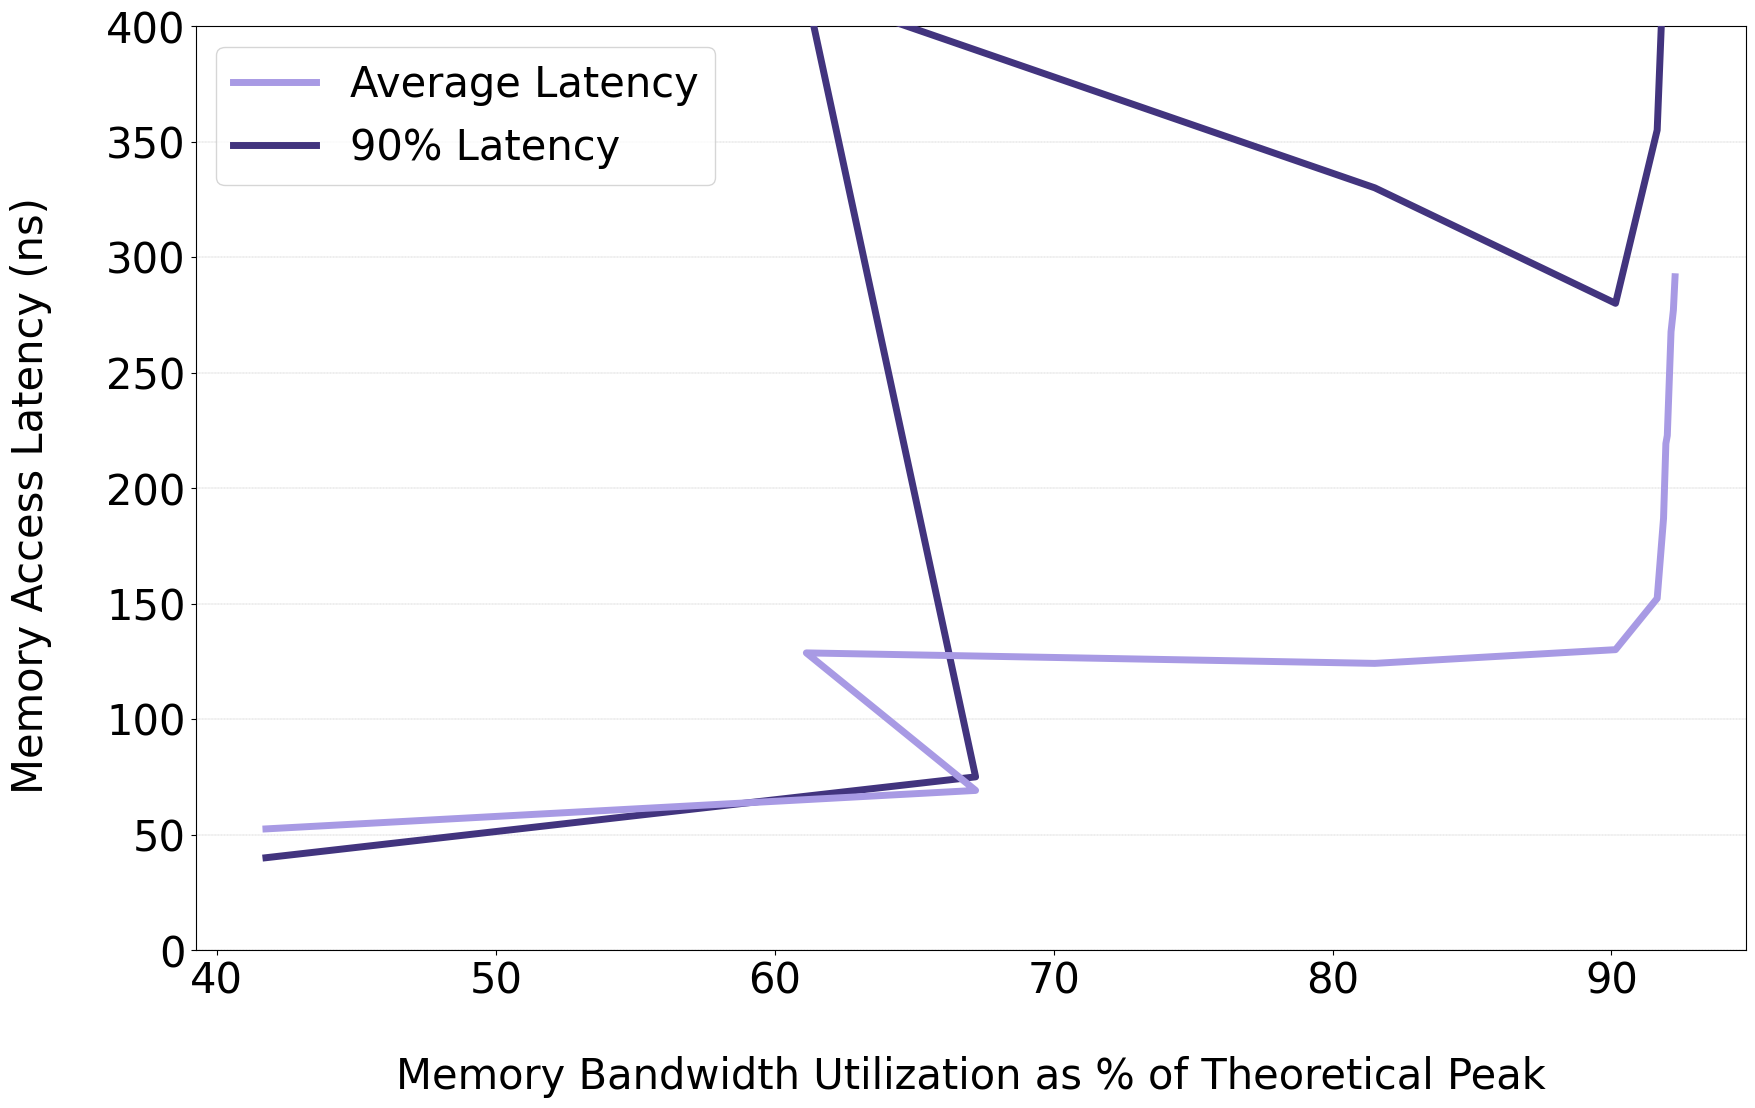 400
350
300
250
200
150
100
50
0
Memory Access Latency (ns)
Average Latency
90% Latency
40 50 60 70 80 90
Memory Bandwidth Utilization as % of Theoretical Peak